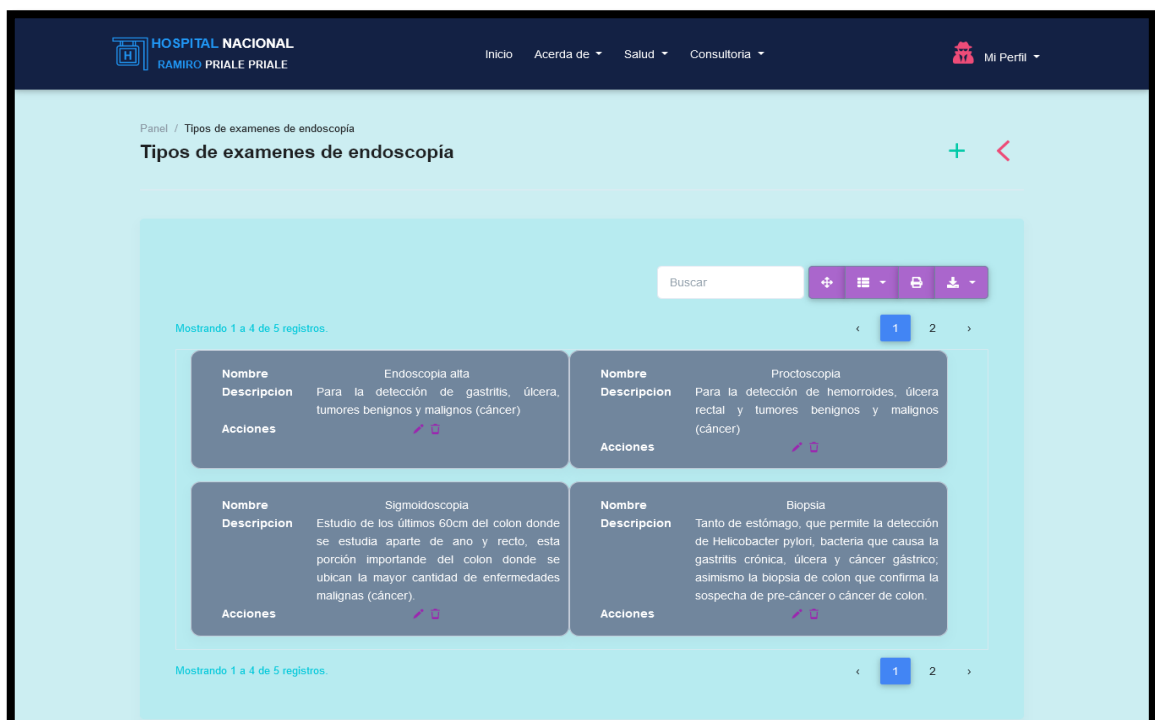 HOSPITAL NACIONAL
RAMIRO PRIALE PRIALE
H
Inicio Acerda de Salud Consultoria Mi Perfil
Panel / Tipos de examenes de endoscopía
Tipos de examenes de endoscopía
Buscar
Mostrando 1 a 4 de 5 registros.
‹ 1 2 ›
Nombre Endoscopia alta
Descripcion Para la detección de gastritis, úlcera,
tumores benignos y malignos (cáncer)
Acciones
Nombre Proctoscopia
Descripcion Para la detección de hemorroides, úlcera
rectal y tumores benignos y malignos
(cáncer)
Acciones
Nombre Sigmoidoscopia
Descripcion Estudio de los últimos 60cm del colon donde
se estudia aparte de ano y recto, esta
porción importande del colon donde se
ubican la mayor cantidad de enfermedades
malignas (cáncer).
Acciones
Nombre Biopsia
Descripcion Tanto de estómago, que permite la detección
de Helicobacter pylori, bacteria que causa la
gastritis crónica, úlcera y cáncer gástrico;
asimismo la biopsia de colon que confirma la
sospecha de pre-cáncer o cáncer de colon.
Acciones
Mostrando 1 a 4 de 5 registros.
‹ 1 2 ›